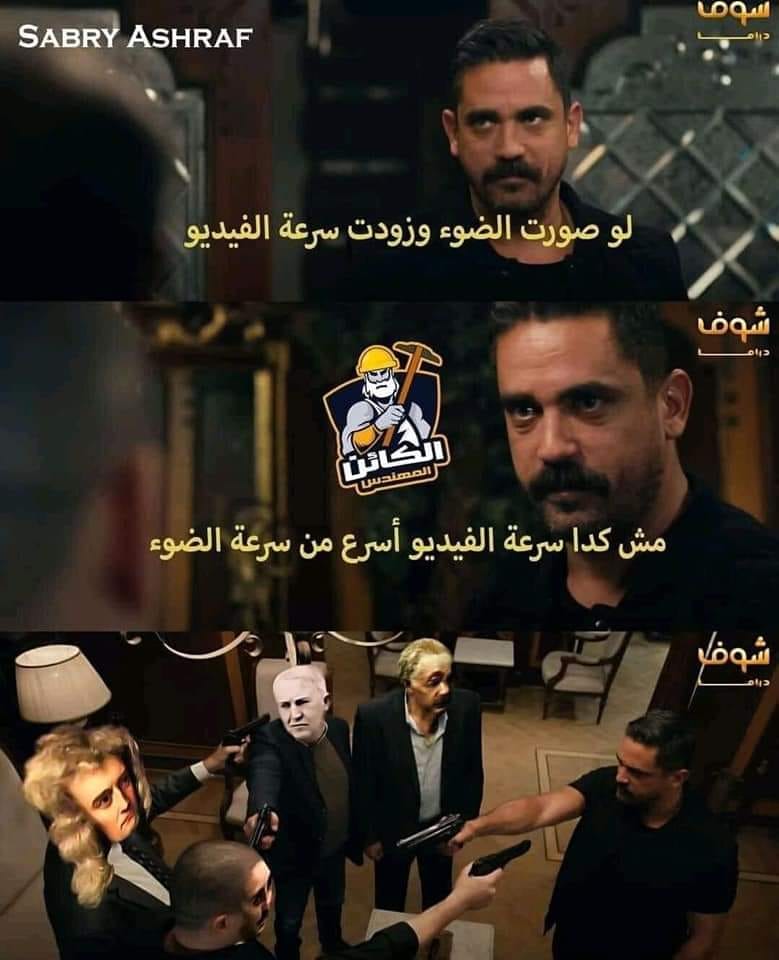 SABRY ASHRAF
شوف
دراما
لو صورت الضوء وزودت سرعة الفيديو
شوف
دراما
الكائن
المهندس
مش كدا سرعة الفيديو أسرع من سرعة الضوء
شوف
دراما